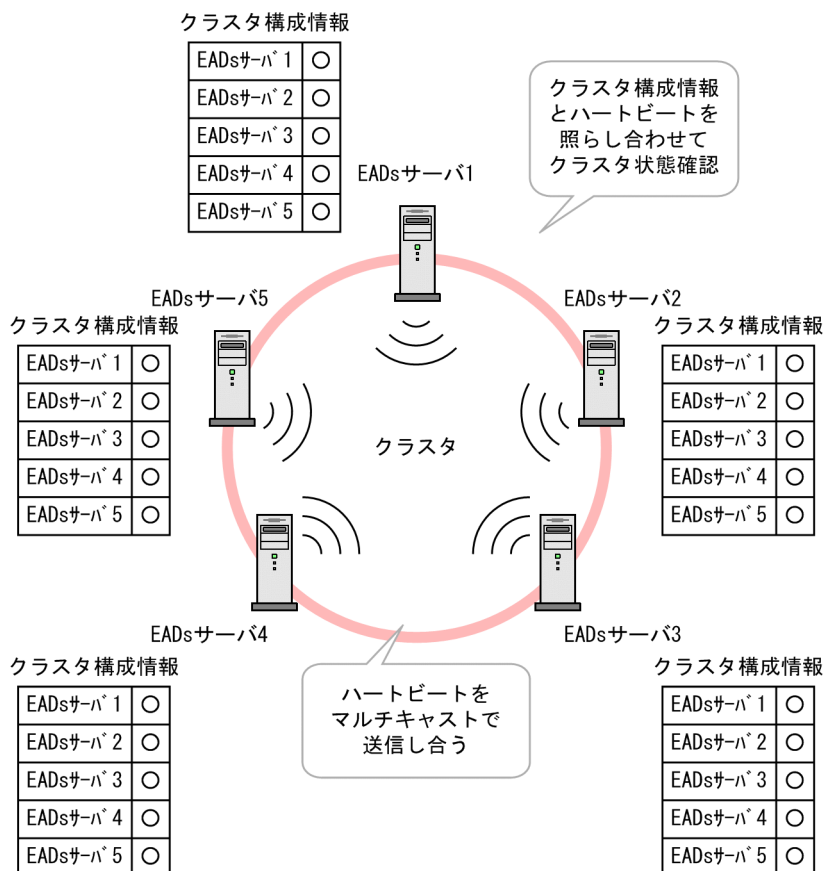 クラスタ構成情報
EADsｻｰﾊﾞ1 ○
EADsｻｰﾊﾞ2 ○
EADsｻｰﾊﾞ3 ○
EADsｻｰﾊﾞ4 ○
EADsｻｰﾊﾞ5 ○
EADsサーバ1
クラスタ構成情報
とハートビートを
照らし合わせて
クラスタ状態確認
EADsサーバ5
クラスタ構成情報
EADsｻｰﾊﾞ1 ○
EADsｻｰﾊﾞ2 ○
EADsｻｰﾊﾞ3 ○
EADsｻｰﾊﾞ4 ○
EADsｻｰﾊﾞ5 ○
クラスタ
EADsサーバ2
クラスタ構成情報
EADsｻｰﾊﾞ1 ○
EADsｻｰﾊﾞ2 ○
EADsｻｰﾊﾞ3 ○
EADsｻｰﾊﾞ4 ○
EADsｻｰﾊﾞ5 ○
EADsサーバ4
クラスタ構成情報
EADsｻｰﾊﾞ1 ○
EADsｻｰﾊﾞ2 ○
EADsｻｰﾊﾞ3 ○
EADsｻｰﾊﾞ4 ○
EADsｻｰﾊﾞ5 ○
ハートビートを
マルチキャストで
送信し合う
EADsサーバ3
クラスタ構成情報
EADsｻｰﾊﾞ1 ○
EADsｻｰﾊﾞ2 ○
EADsｻｰﾊﾞ3 ○
EADsｻｰﾊﾞ4 ○
EADsｻｰﾊﾞ5 ○